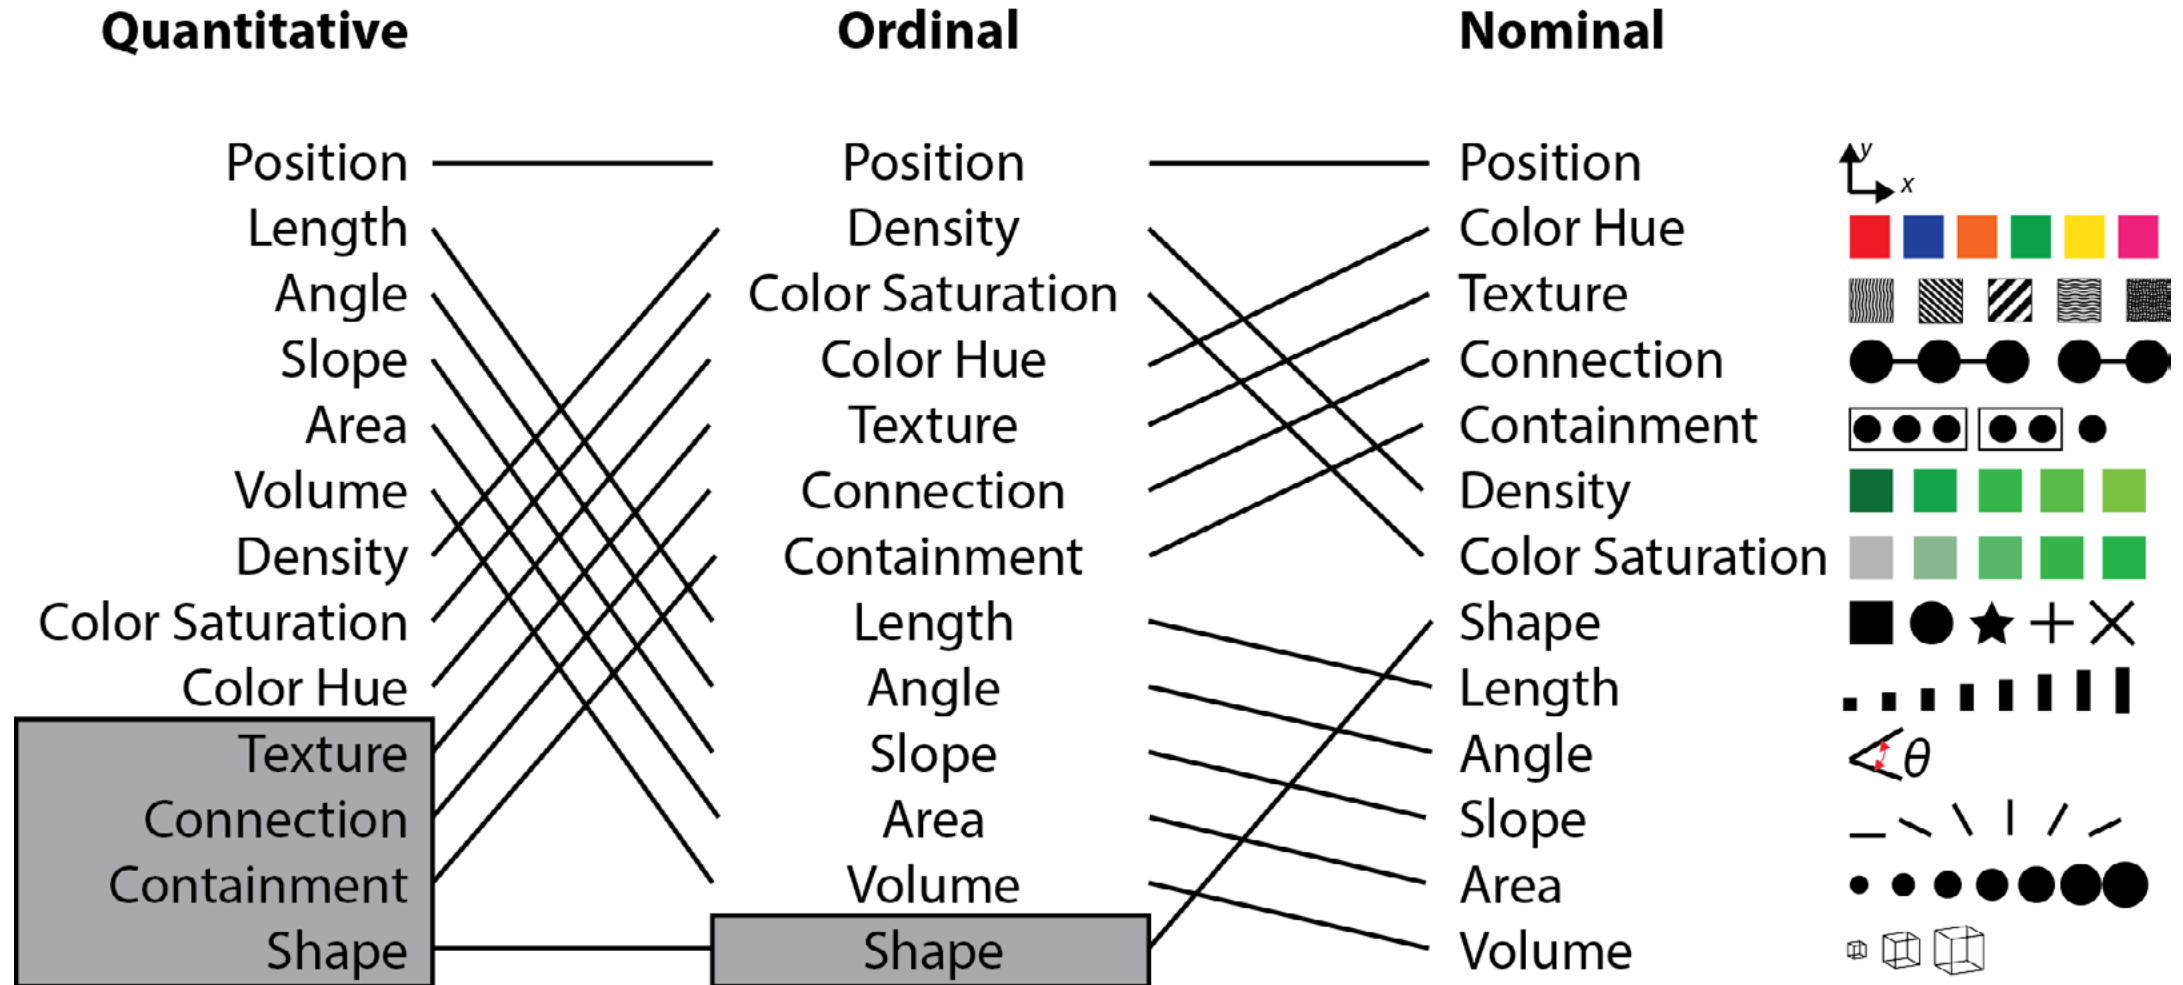 Quantitative Ordinal Nominal
Position Position Position y x
Length Density Color Hue
Angle Color Saturation Texture
Slope Color Hue Connection
Area Texture Containment
Volume Connection Density
Density Containment Color Saturation
Color Saturation Length Shape
Color Hue Angle Length
Texture Slope Angle θ
Connection Area Slope
Containment Volume Area
Shape Shape Volume